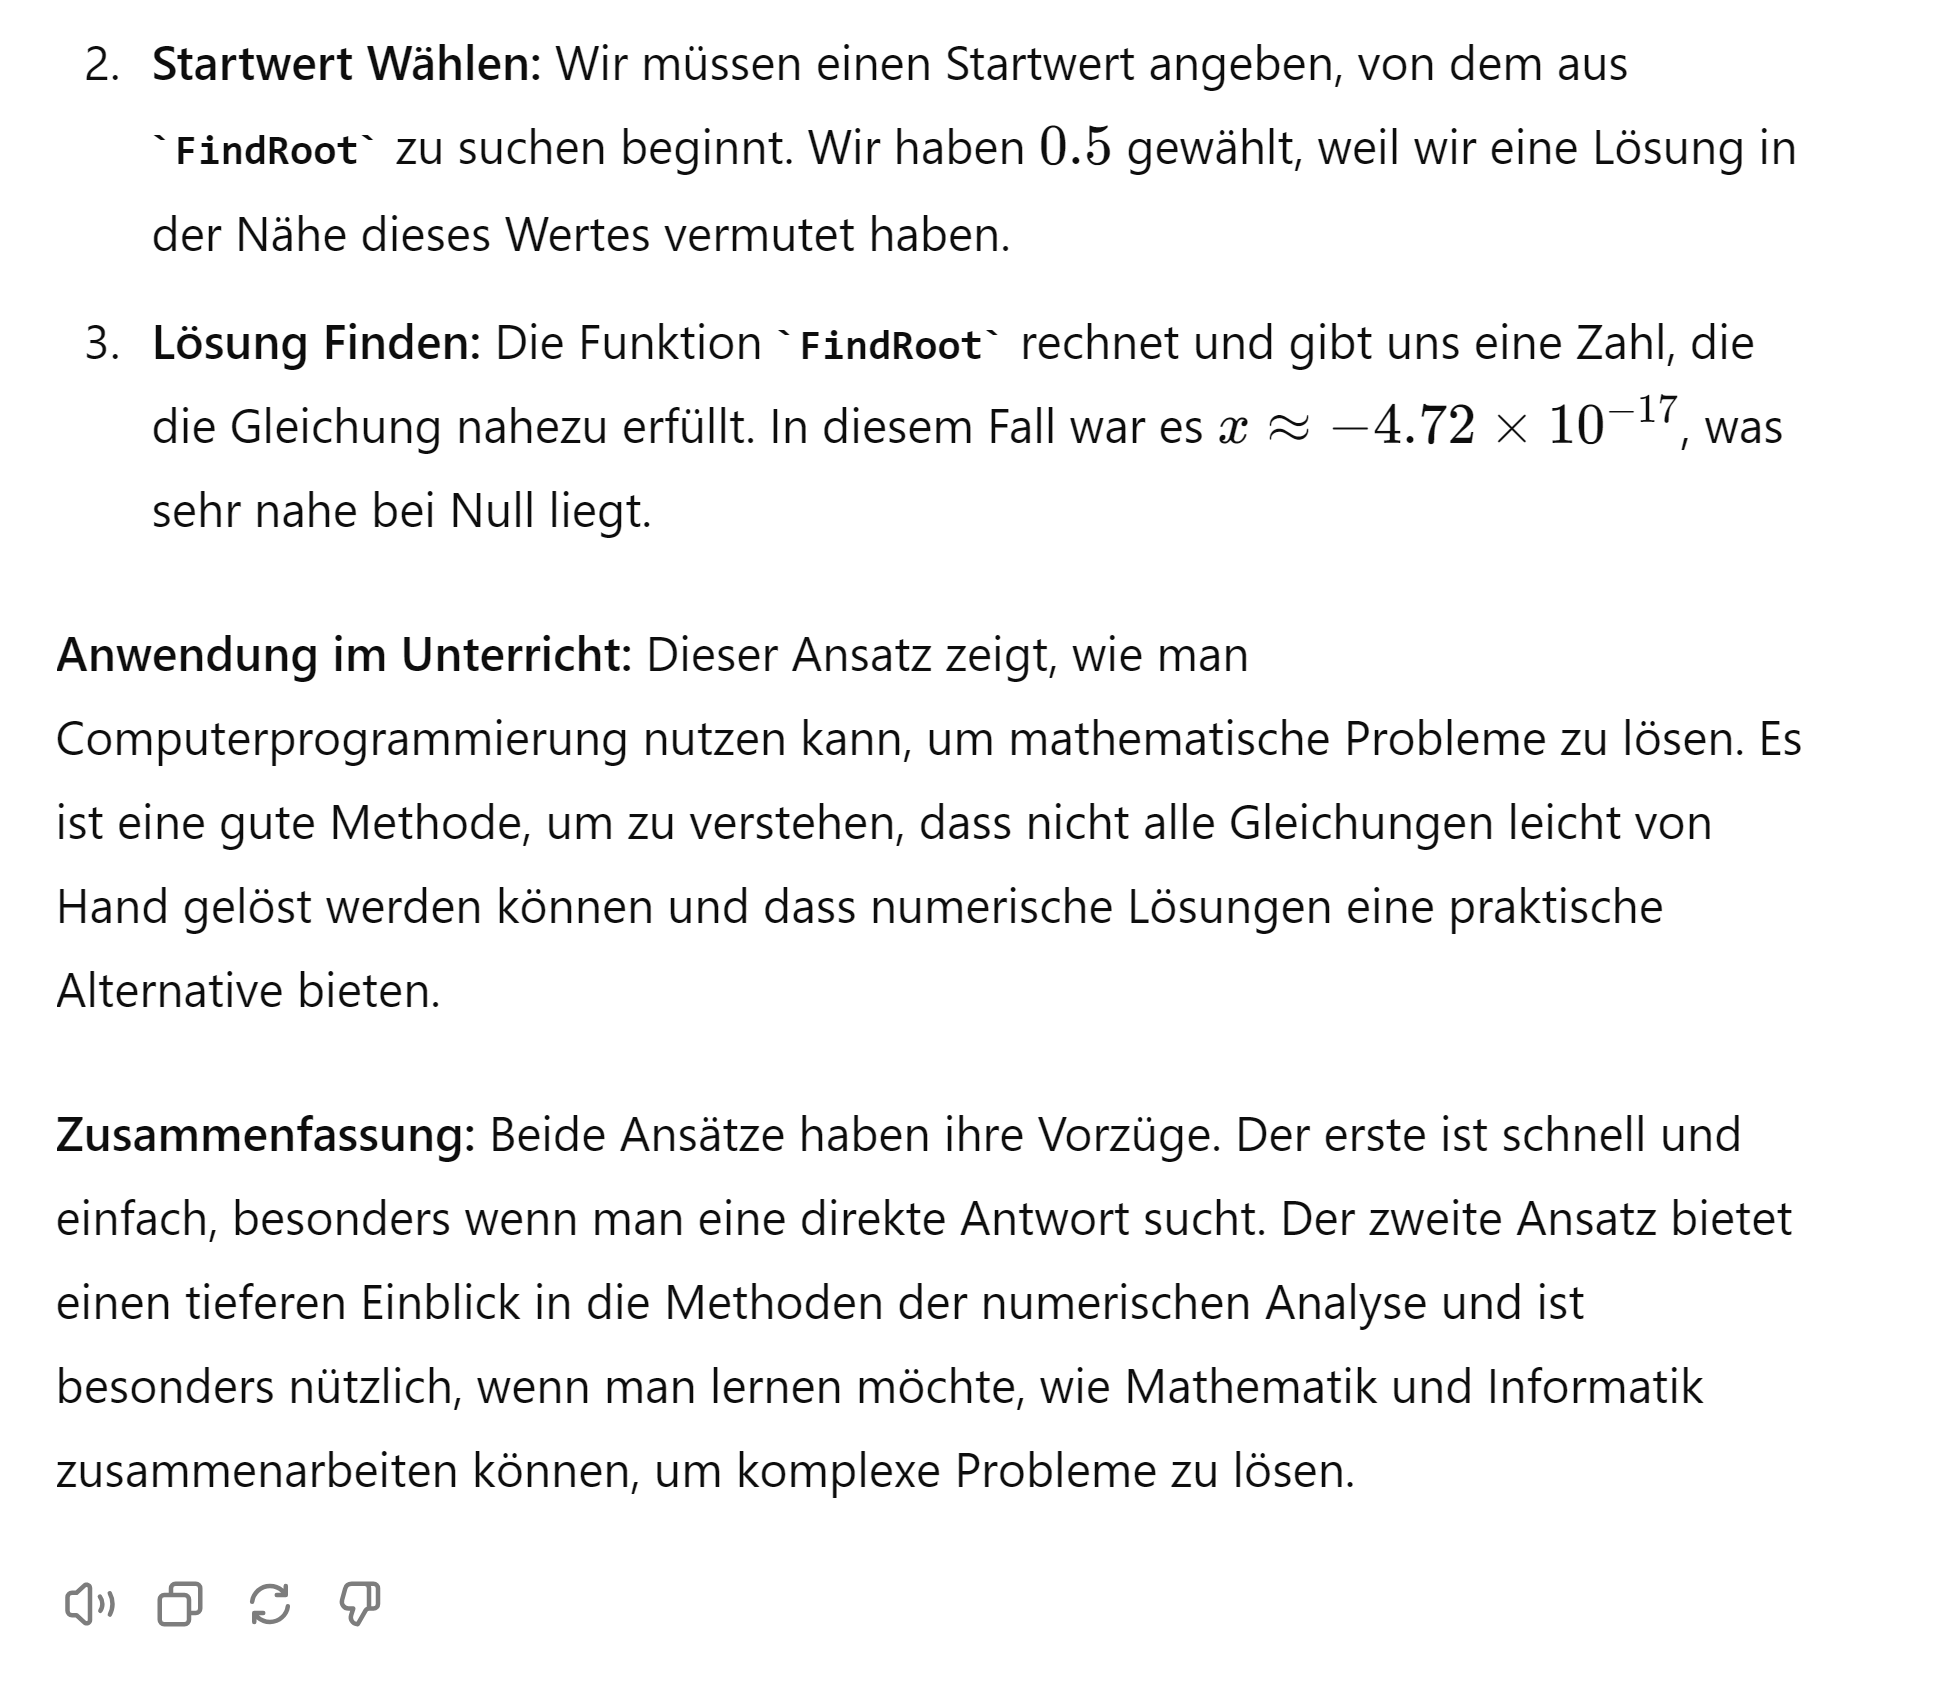 2. Startwert Wählen: Wir müssen einen Startwert angeben, von dem aus
`FindRoot` zu suchen beginnt. Wir haben 0.5 gewählt, weil wir eine Lösung in
der Nähe dieses Wertes vermutet haben.
3. Lösung Finden: Die Funktion `FindRoot` rechnet und gibt uns eine Zahl, die
die Gleichung nahezu erfüllt. In diesem Fall war es x ≈ −4.72 × 10⁻¹⁷, was
sehr nahe bei Null liegt.
Anwendung im Unterricht: Dieser Ansatz zeigt, wie man
Computerprogrammierung nutzen kann, um mathematische Probleme zu lösen. Es
ist eine gute Methode, um zu verstehen, dass nicht alle Gleichungen leicht von
Hand gelöst werden können und dass numerische Lösungen eine praktische
Alternative bieten.
Zusammenfassung: Beide Ansätze haben ihre Vorzüge. Der erste ist schnell und
einfach, besonders wenn man eine direkte Antwort sucht. Der zweite Ansatz bietet
einen tieferen Einblick in die Methoden der numerischen Analyse und ist
besonders nützlich, wenn man lernen möchte, wie Mathematik und Informatik
zusammenarbeiten können, um komplexe Probleme zu lösen.